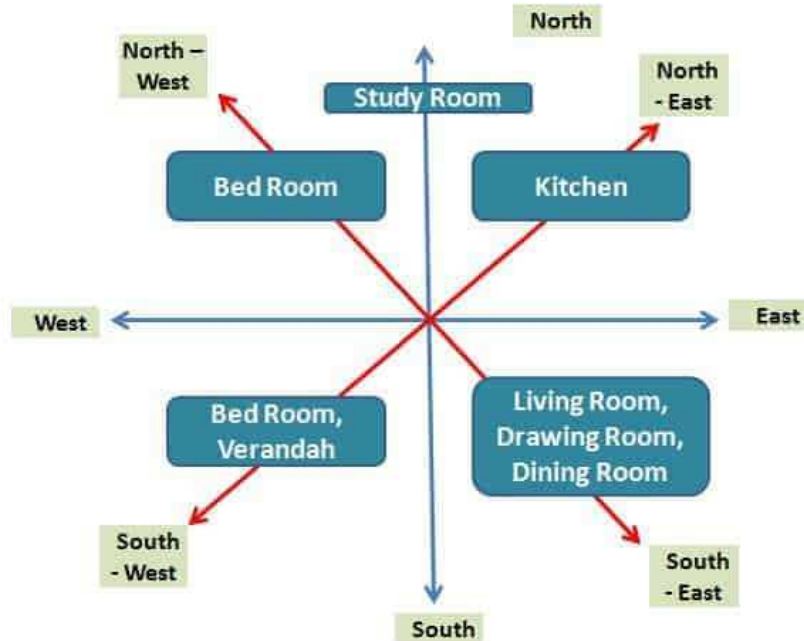 North
North –
West
North
- East
Study Room
Bed Room
Kitchen
West
East
Bed Room,
Verandah
Living Room,
Drawing Room,
Dining Room
South
- West
South
- East
South